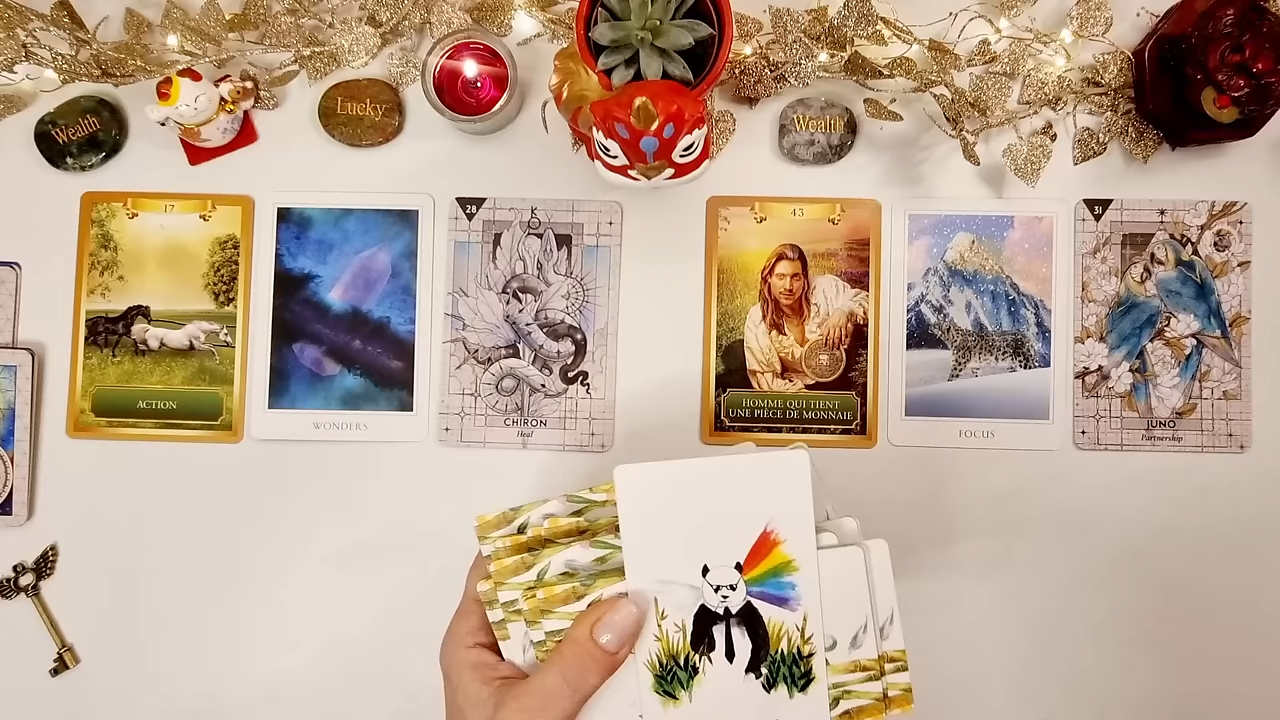 Wealth
Lucky
Wealth
17
ACTION
WONDERS
28
CHIRON
Heal
43
HOMME QUI TIENT
UNE PIÈCE DE MONNAIE
FOCUS
31
JUNO
Partnership